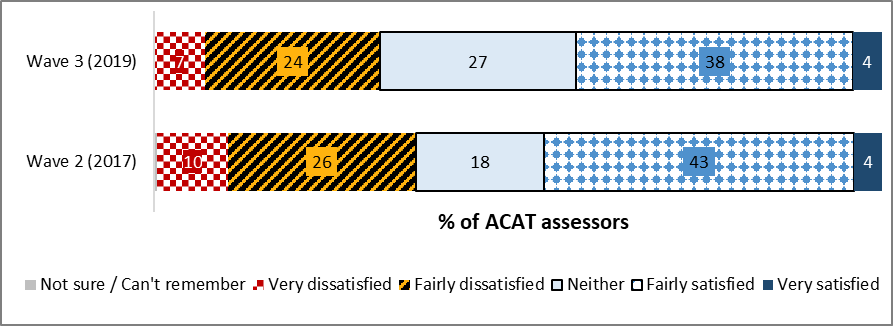 Wave 3 (2019) 7 24 27 38 4
Wave 2 (2017) 10 26 18 43 4
% of ACAT assessors
Not sure / Can't remember Very dissatisfied Fairly dissatisfied Neither Fairly satisfied Very satisfied